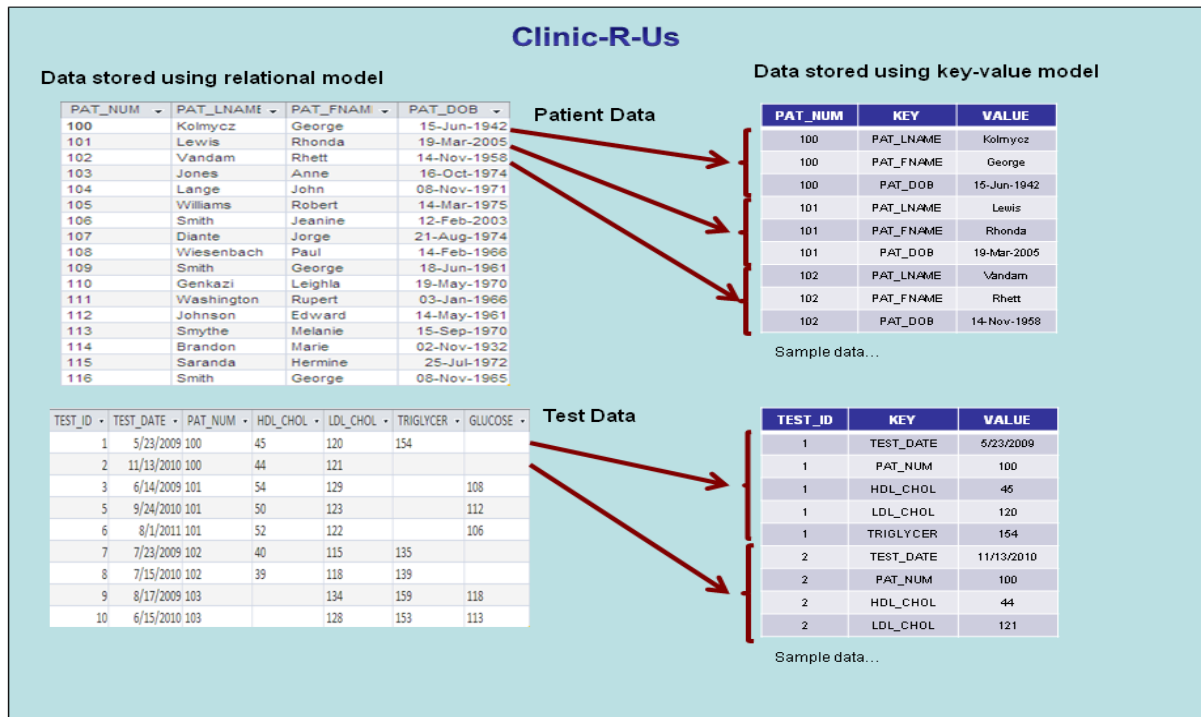 Clinic-R-Us
Data stored using relational model
PAT_NUM PAT_LNAME PAT_FNAMI PAT_DOB
100 Kolmycz George 15-Jun-1942
101 Lewis Rhonda 19-Mar-2005
102 Vandam Rhett 14-Nov-1958
103 Jones Anne 16-Oct-1974
104 Lange John 08-Nov-1971
105 Williams Robert 14-Mar-1975
106 Smith Jeanine 12-Feb-2003
107 Diante Jorge 21-Aug-1974
108 Wiesenbach Paul 14-Feb-1966
109 Smith George 18-Jun-1961
110 Genkazi Leighla 19-May-1970
111 Washington Rupert 03-Jan-1966
112 Johnson Edward 14-May-1961
113 Smythe Melanie 15-Sep-1970
114 Brandon Marie 02-Nov-1932
115 Saranda Hermine 25-Jul-1972
116 Smith George 08-Nov-1965
Patient Data
Data stored using key-value model
PAT_NUM KEY VALUE
100 PAT_LNAME Kolmycz
100 PAT_FNAME George
100 PAT_DOB 15-Jun-1942
101 PAT_LNAME Lewis
101 PAT_FNAME Rhonda
101 PAT_DOB 19-Mar-2005
102 PAT_LNAME Vandam
102 PAT_FNAME Rhett
102 PAT_DOB 14-Nov-1958
Sample data...
TEST_ID TEST_DATE PAT_NUM HDL_CHOL LDL_CHOL TRIGLYCER GLUCOSE
1 5/23/2009 100 45 120 154
2 11/13/2010 100 44 121
3 6/14/2009 101 54 129 108
5 9/24/2010 101 50 123 112
6 8/1/2011 101 52 122 106
7 7/23/2009 102 40 115 135
8 7/15/2010 102 39 118 139
9 8/17/2009 103 134 159 118
10 6/15/2010 103 128 153 113
Test Data
TEST_ID KEY VALUE
1 TEST_DATE 5/23/2009
1 PAT_NUM 100
1 HDL_CHOL 45
1 LDL_CHOL 120
1 TRIGLYCER 154
2 TEST_DATE 11/13/2010
2 PAT_NUM 100
2 HDL_CHOL 44
2 LDL_CHOL 121
Sample data...